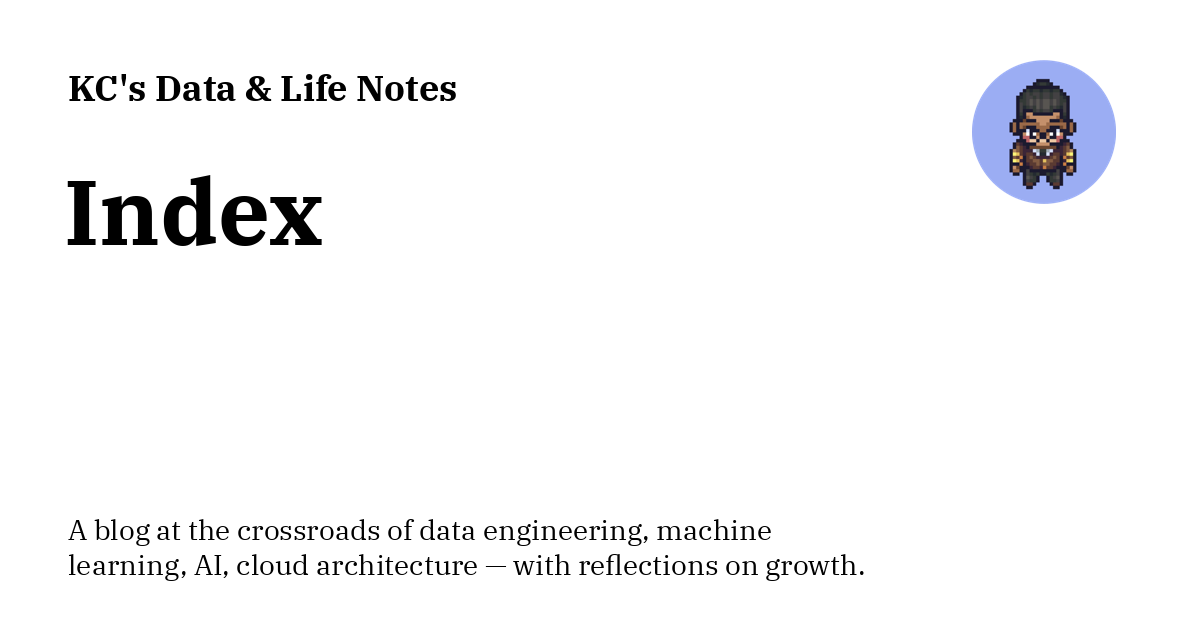 KC's Data & Life Notes
Index
A blog at the crossroads of data engineering, machine
learning, AI, cloud architecture — with reflections on growth.